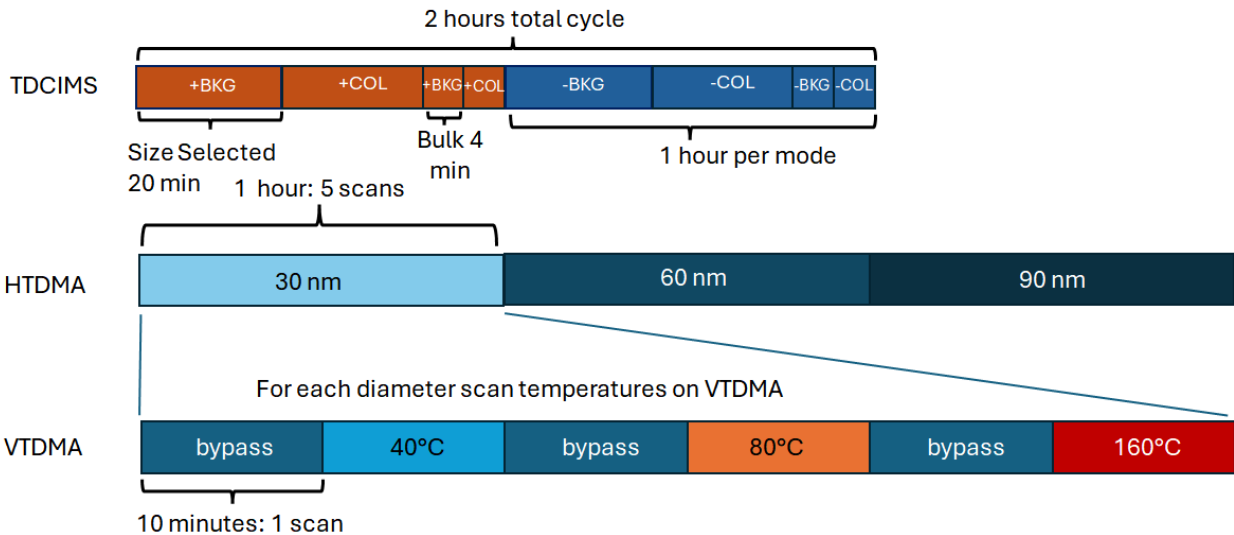 2 hours total cycle
TDCIMS
+BKG
+COL
+BKG
+COL
-BKG
-COL
-BKG
-COL
Size Selected
20 min
Bulk 4
min
1 hour per mode
1 hour: 5 scans
HTDMA
30 nm
60 nm
90 nm
For each diameter scan temperatures on VTDMA
VTDMA
bypass
40°C
bypass
80°C
bypass
160°C
10 minutes: 1 scan